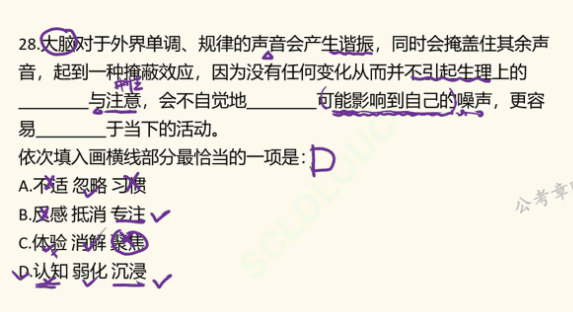 28.大脑对于外界单调、规律的声音会产生谐振，同时会掩盖住其余声
音，起到一种掩蔽效应，因为没有任何变化从而并不引起生理上的
中性
________与注意，会不自觉地________可能影响到自己的噪声，更容
易________于当下的活动。
依次填入画横线部分最恰当的一项是：D
A.不适 忽略 习惯
B.反感 抵消 专注
C.体验 消解 聚焦
D.认知 弱化 沉浸
公考章